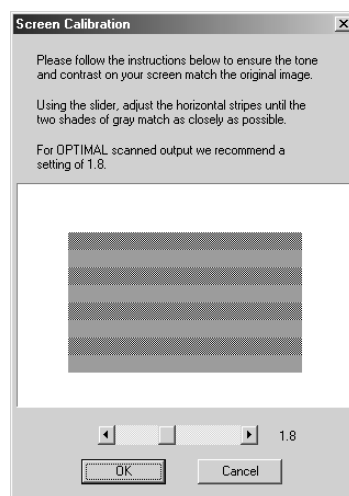 Screen Calibration
Please follow the instructions below to ensure the tone
and contrast on your screen match the original image.
Using the slider, adjust the horizontal stripes until the
two shades of gray match as closely as possible.
For OPTIMAL scanned output we recommend a
setting of 1.8.
1.8
OK Cancel